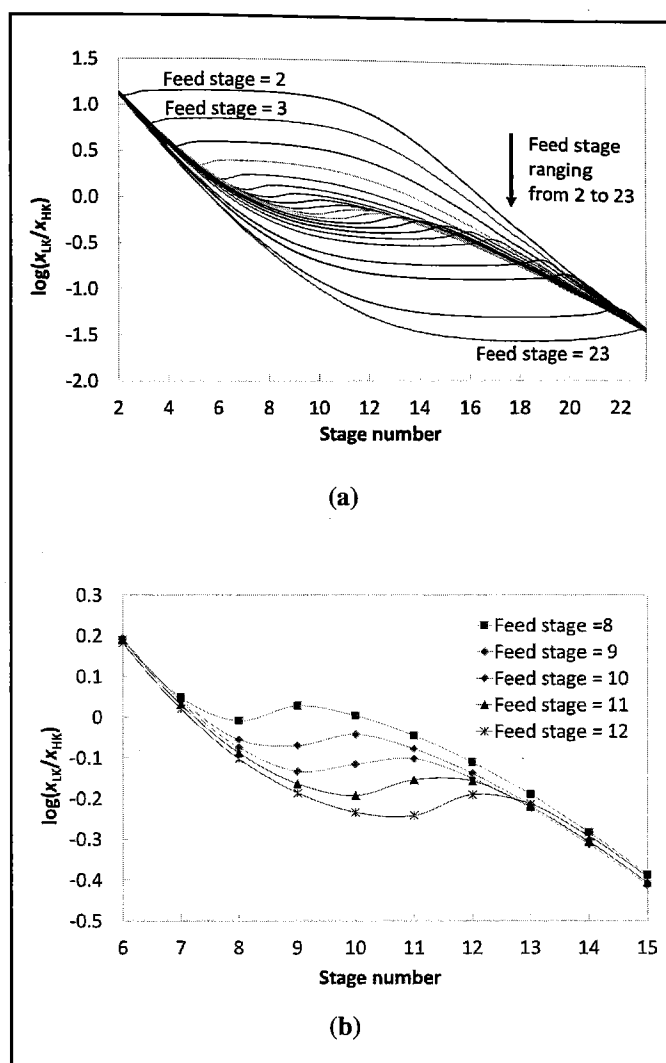 1.5
1.0
0.5
0.0
-0.5
-1.0
-1.5
-2.0
log(xLK/xHK)
Feed stage = 2
Feed stage = 3
Feed stage
ranging
from 2 to 23
Feed stage = 23
2 4 6 8 10 12 14 16 18 20 22
Stage number
(a)
0.3
0.2
0.1
0
-0.1
-0.2
-0.3
-0.4
-0.5
log(xLK/xHK)
Feed stage =8
Feed stage = 9
Feed stage = 10
Feed stage = 11
Feed stage = 12
6 7 8 9 10 11 12 13 14 15
Stage number
(b)